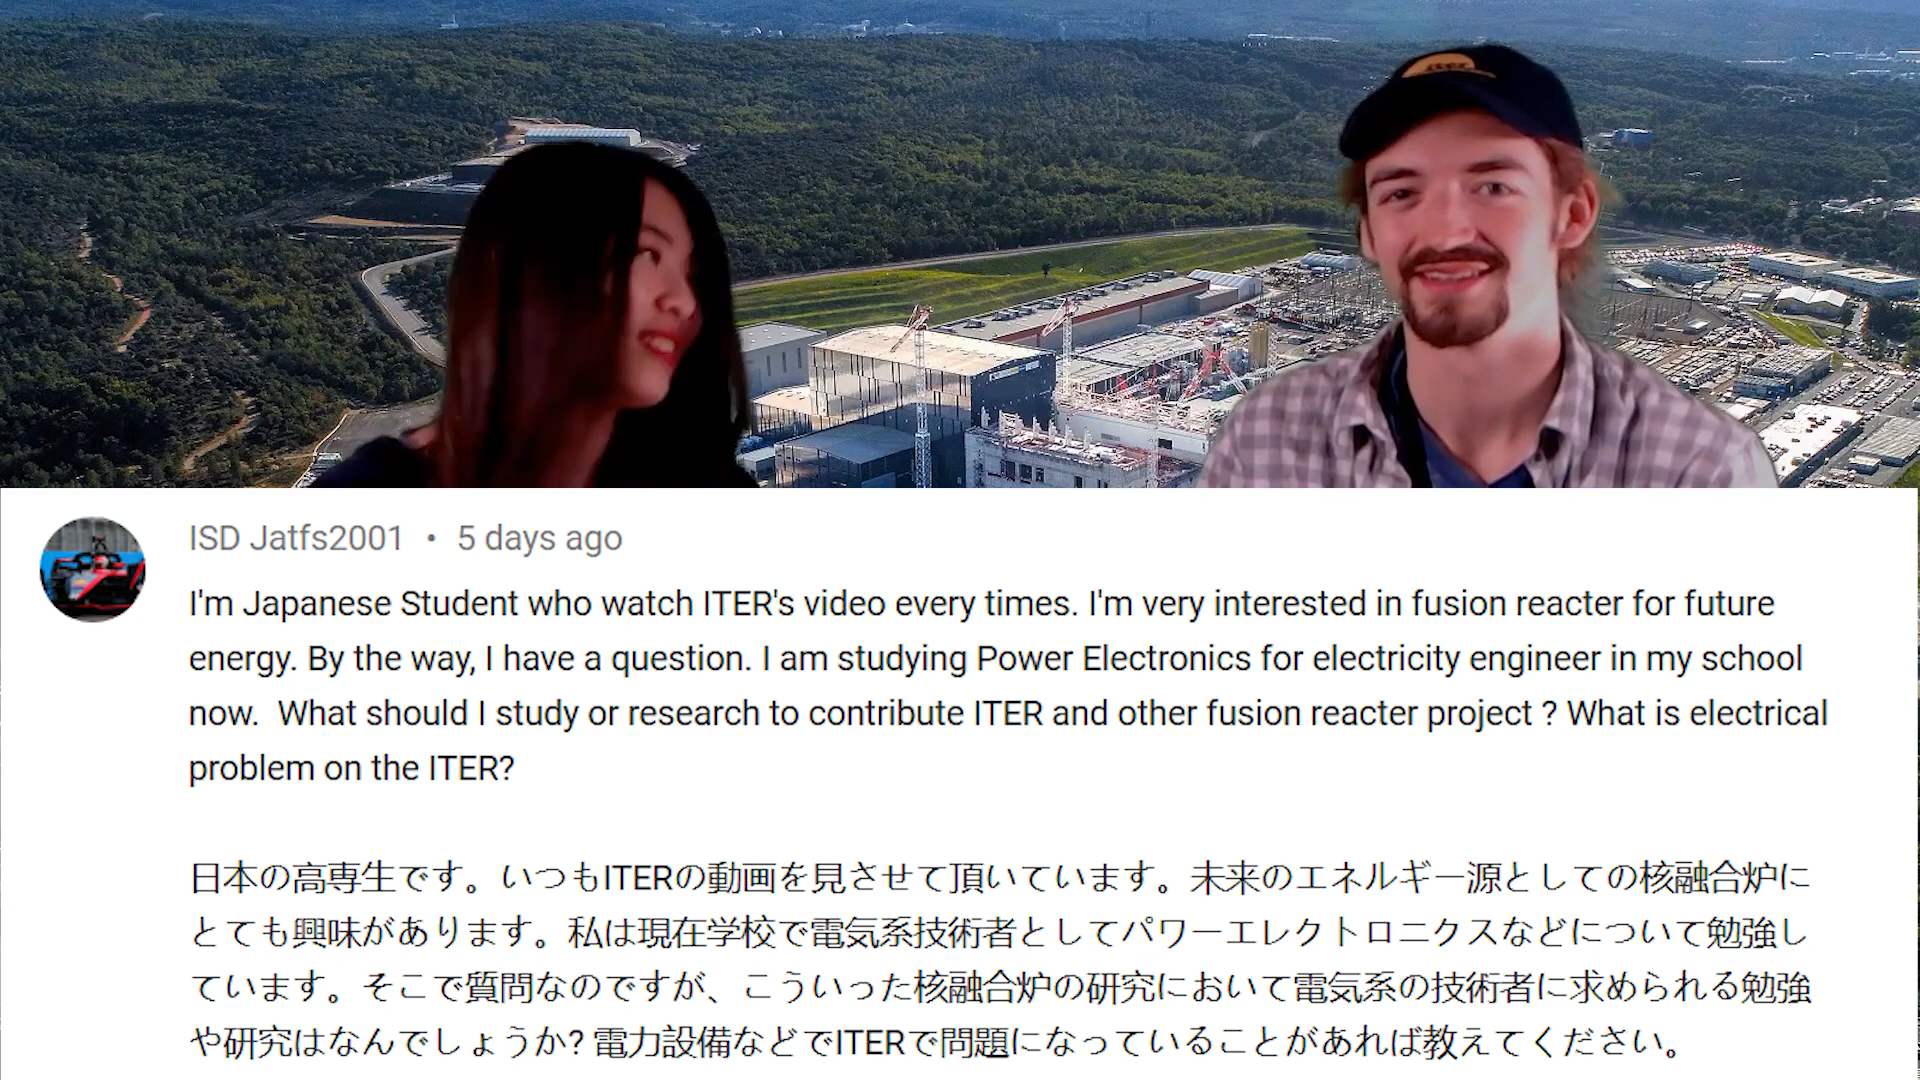 iter
ISD Jatfs2001 • 5 days ago
I'm Japanese Student who watch ITER's video every times. I'm very interested in fusion reacter for future
energy. By the way, I have a question. I am studying Power Electronics for electricity engineer in my school
now.  What should I study or research to contribute ITER and other fusion reacter project ? What is electrical
problem on the ITER?
日本の高専生です。いつもITERの動画を見させて頂いています。未来のエネルギー源としての核融合炉に
とても興味があります。私は現在学校で電気系技術者としてパワーエレクトロニクスなどについて勉強し
ています。そこで質問なのですが、こういった核融合炉の研究において電気系の技術者に求められる勉強
や研究はなんでしょうか? 電力設備などでITERで問題になっていることがあれば教えてください。